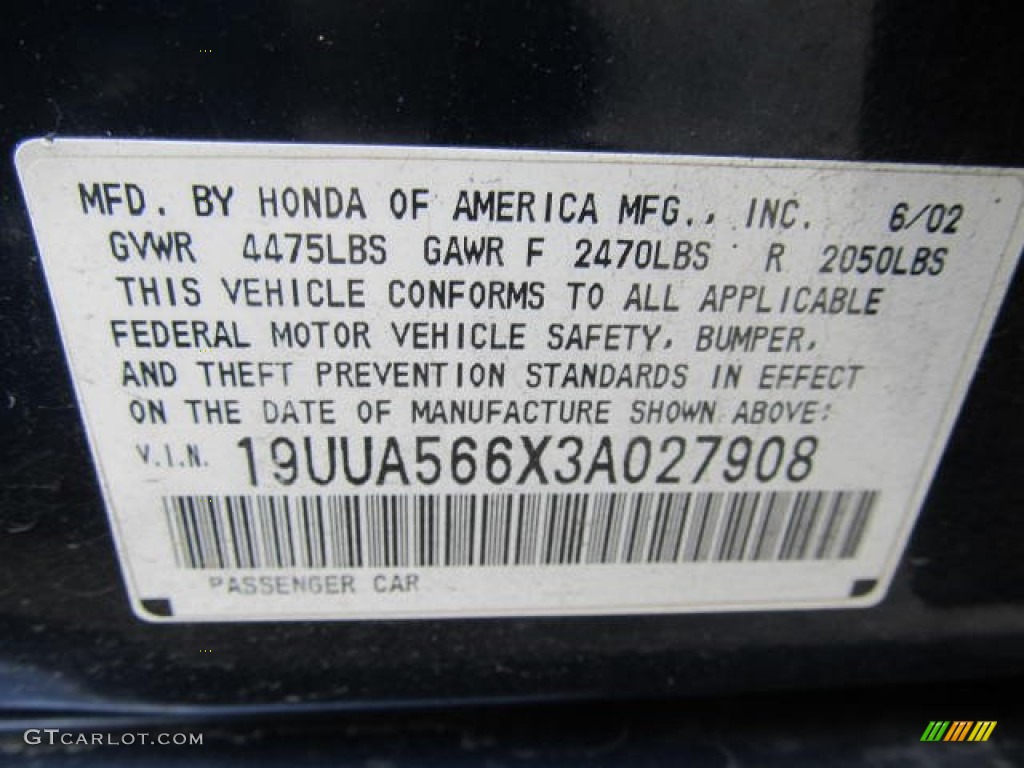 MFD. BY HONDA OF AMERICA MFG., INC. 6/02
GVWR 4475LBS GAWR F 2470LBS R 2050LBS
THIS VEHICLE CONFORMS TO ALL APPLICABLE
FEDERAL MOTOR VEHICLE SAFETY, BUMPER,
AND THEFT PREVENTION STANDARDS IN EFFECT
ON THE DATE OF MANUFACTURE SHOWN ABOVE:
V.I.N. 19UUA566X3A027908
PASSENGER CAR
GTCARLOT.COM